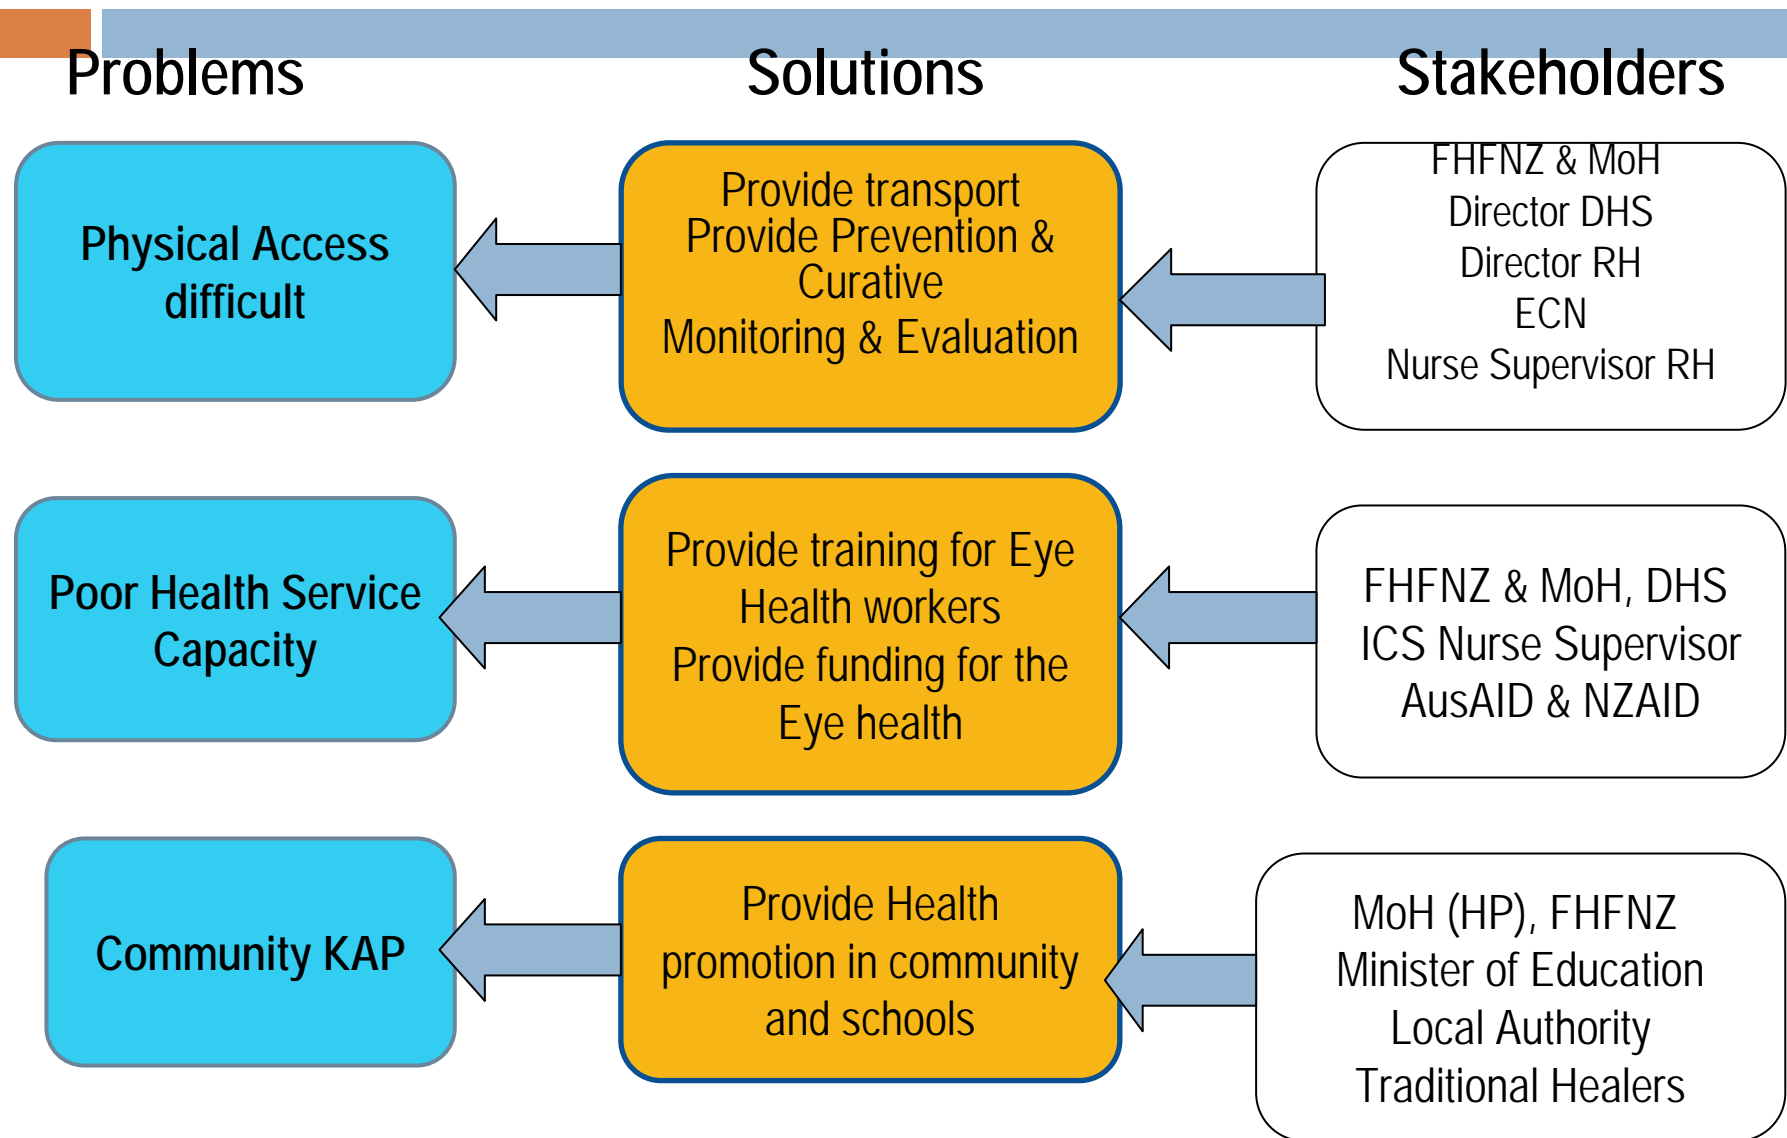 Problems
Solutions
Stakeholders
Physical Access
difficult
Provide transport
Provide Prevention &
Curative
Monitoring & Evaluation
FHFNZ & MoH
Director DHS
Director RH
ECN
Nurse Supervisor RH
Poor Health Service
Capacity
Provide training for Eye
Health workers
Provide funding for the
Eye health
FHFNZ & MoH, DHS
ICS Nurse Supervisor
AusAID & NZAID
Community KAP
Provide Health
promotion in community
and schools
MoH (HP), FHFNZ
Minister of Education
Local Authority
Traditional Healers